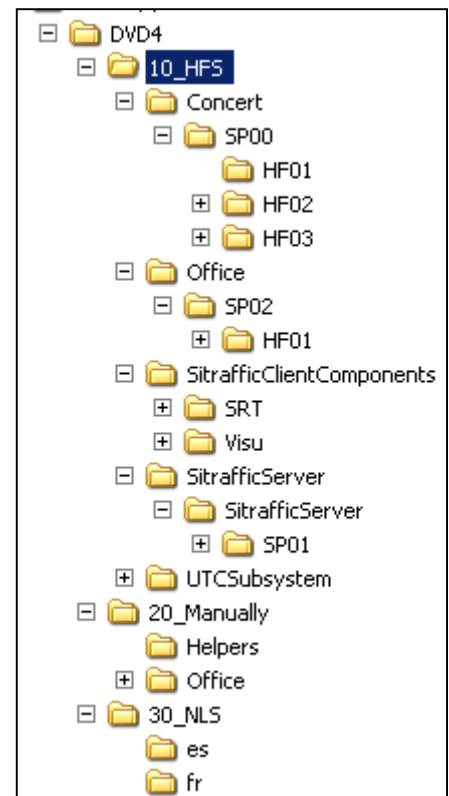 DVD4
10_HFS
Concert
SP00
HF01
HF02
HF03
Office
SP02
HF01
SitrafficClientComponents
SRT
Visu
SitrafficServer
SitrafficServer
SP01
UTCSubsystem
20_Manually
Helpers
Office
30_NLS
es
fr